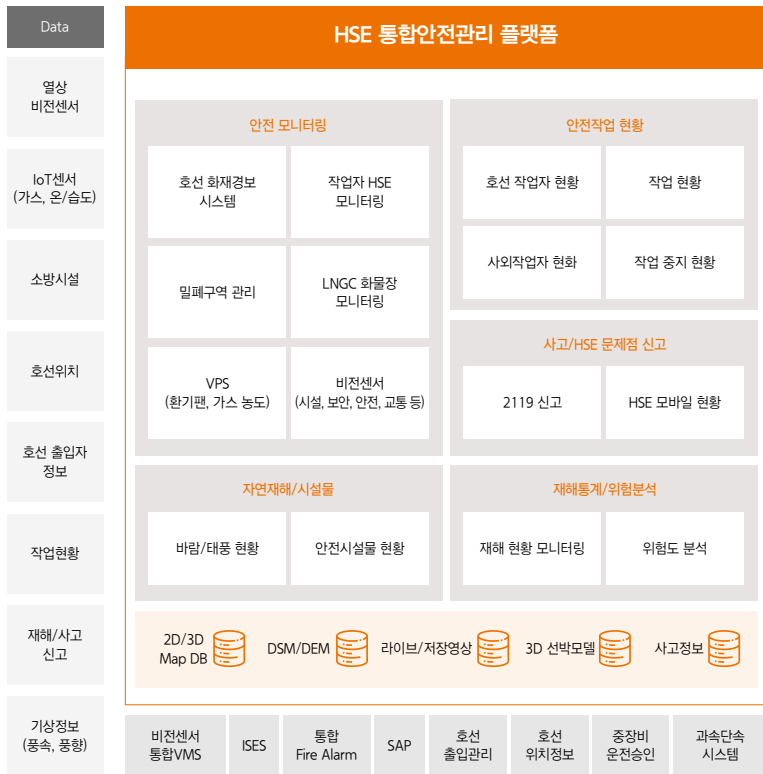 Data
열상
비전센서
IoT센서
(가스, 온/습도)
소방시설
호선위치
호선 출입자
정보
작업현황
재해/사고
신고
기상정보
(풍속, 풍향)
HSE 통합안전관리 플랫폼
안전 모니터링
호선 화재경보
시스템
작업자 HSE
모니터링
밀폐구역 관리
LNGC 화물창
모니터링
VPS
(환기팬, 가스 농도)
비전센서
(시설, 보안, 안전, 교통 등)
안전작업 현황
호선 작업자 현황
작업 현황
사외작업자 현화
작업 중지 현황
사고/HSE 문제점 신고
2119 신고
HSE 모바일 현황
자연재해/시설물
바람/태풍 현황
안전시설물 현황
재해통계/위험분석
재해 현황 모니터링
위험도 분석
2D/3D
Map DB
DSM/DEM
라이브/저장영상
3D 선박모델
사고정보
비전센서
통합VMS
ISES
통합
Fire Alarm
SAP
호선
출입관리
호선
위치정보
중장비
운전승인
과속단속
시스템